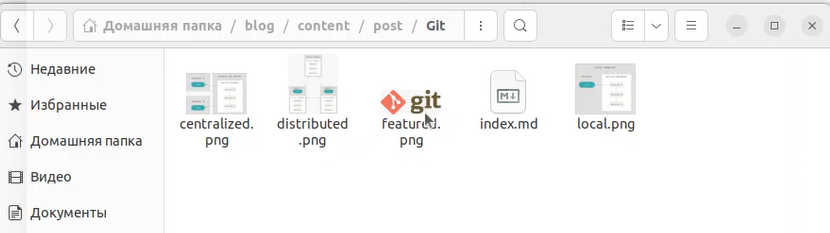 Домашняя папка / blog / content / post / Git
Недавние
Избранные
Домашняя папка
Видео
Документы
centralized.
png
distributed
.png
git
featured.
png
index.md
local.png